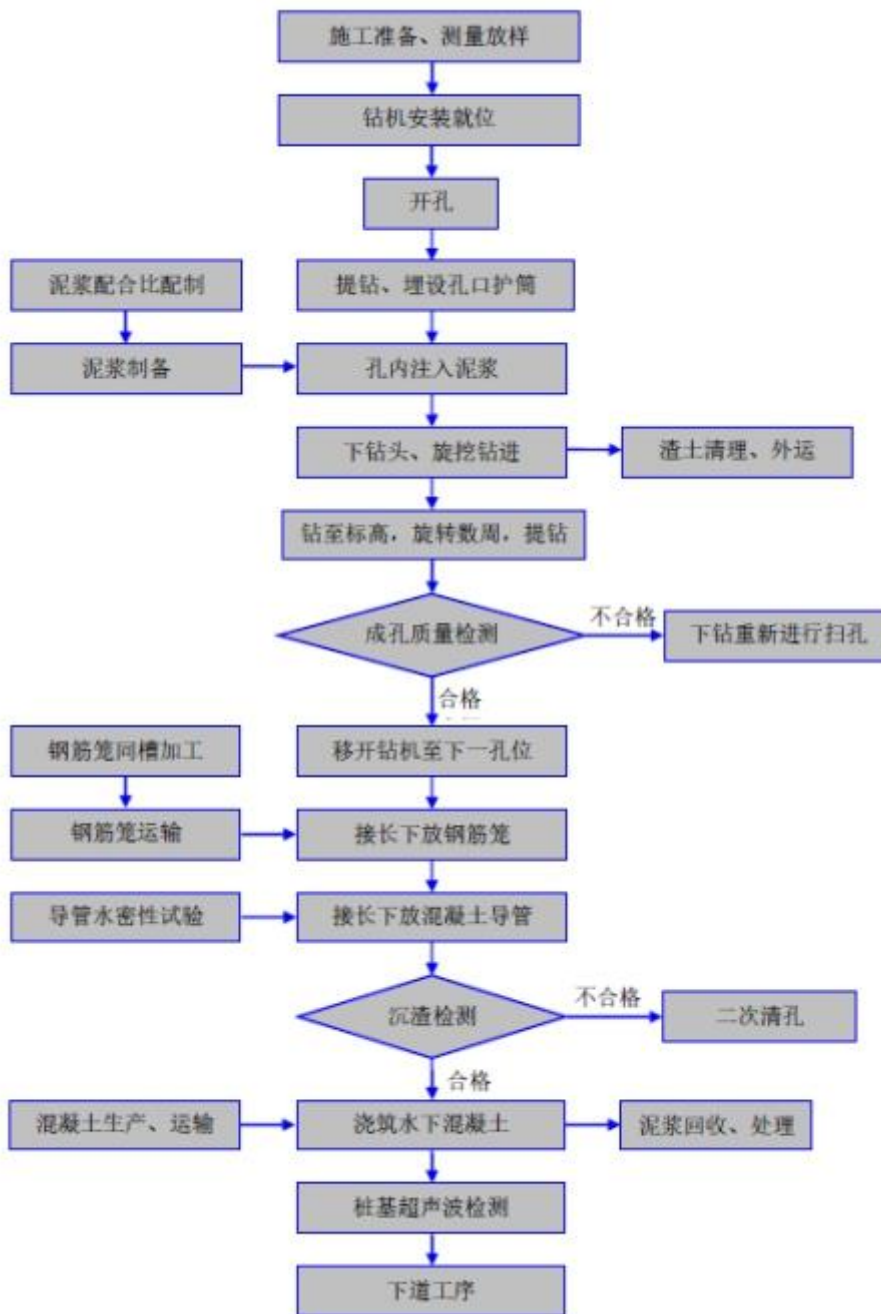 施工准备、测量放样
钻机安装就位
开孔
泥浆配合比配制
提钻、埋设孔口护筒
泥浆制备
孔内注入泥浆
下钻头、旋挖钻进
渣土清理、外运
钻至标高，旋转数周，提钻
成孔质量检测
不合格
下钻重新进行扫孔
合格
钢筋笼同槽加工
移开钻机至下一孔位
钢筋笼运输
接长下放钢筋笼
导管水密性试验
接长下放混凝土导管
沉渣检测
不合格
二次清孔
合格
混凝土生产、运输
浇筑水下混凝土
泥浆回收、处理
桩基超声波检测
下道工序